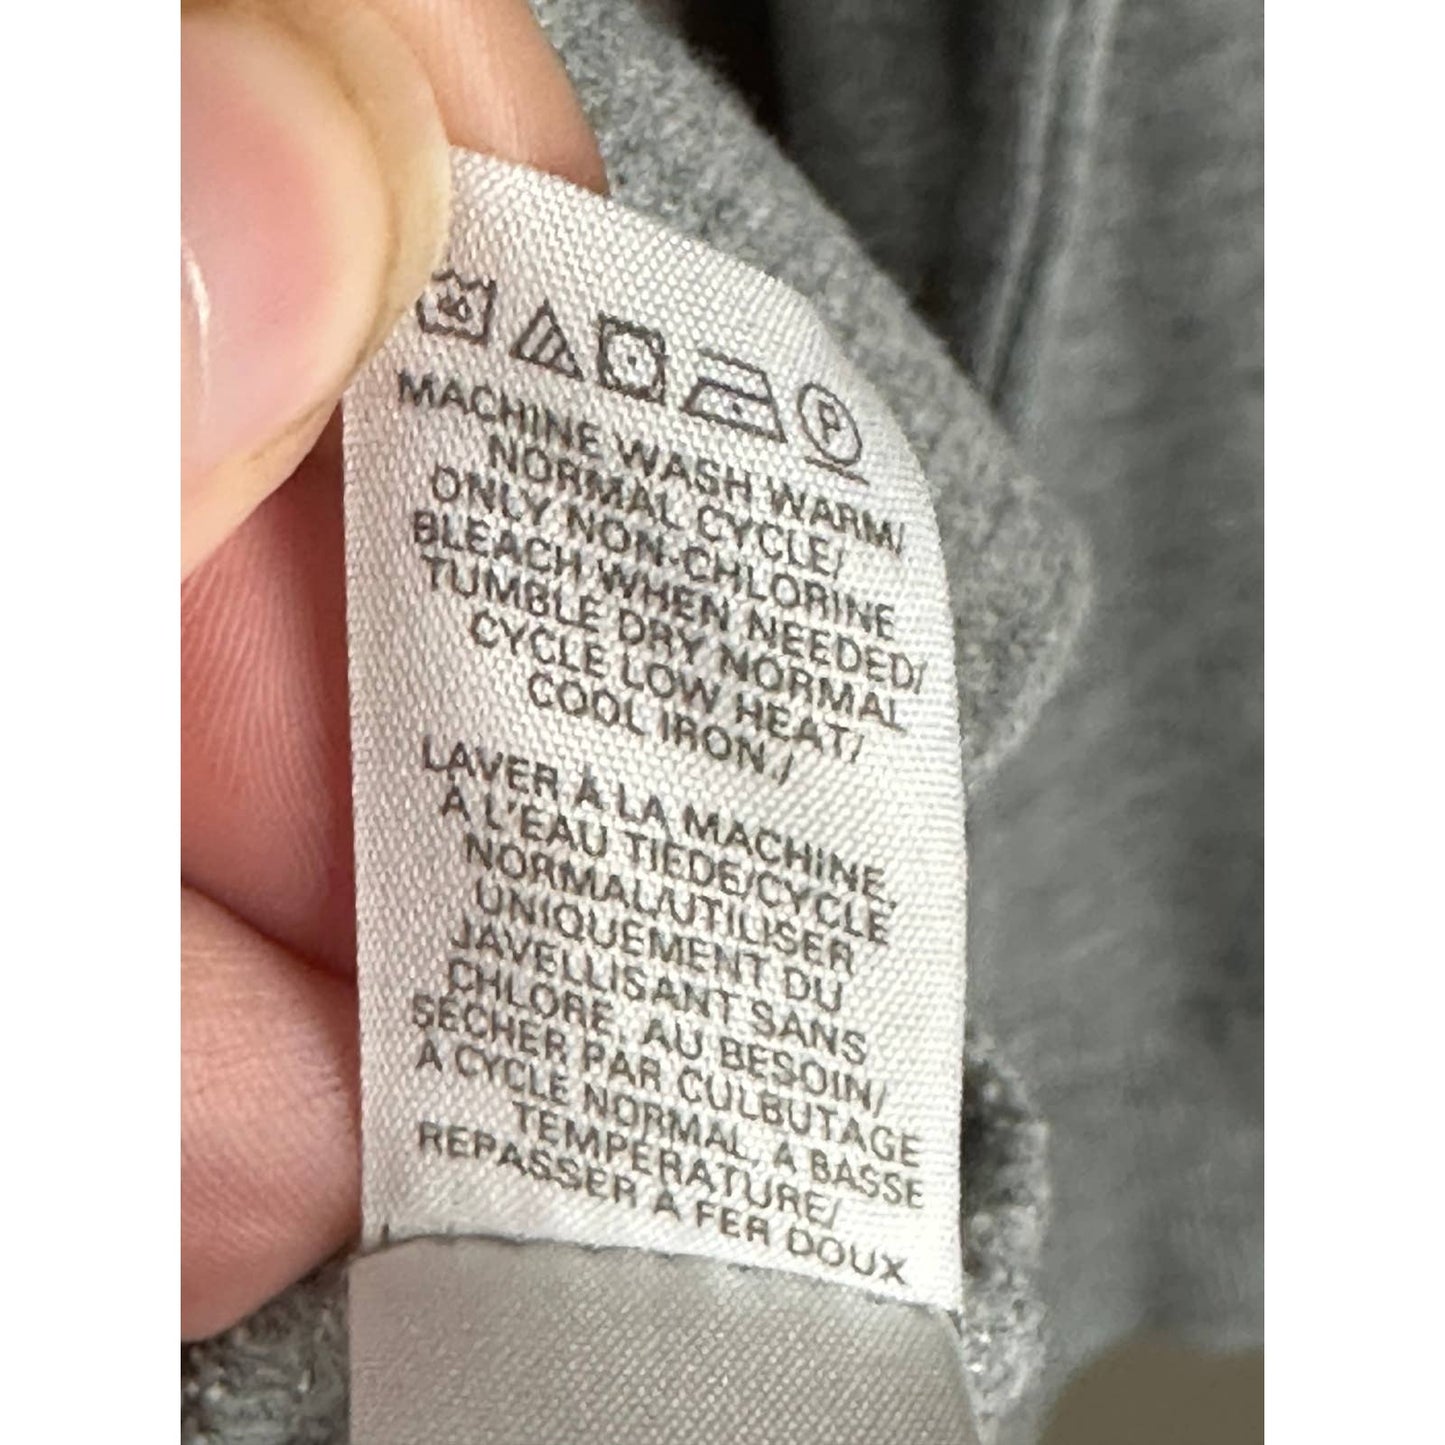 P
MACHINE WASH WARM/
NORMAL CYCLE/
ONLY NON-CHLORINE
BLEACH WHEN NEEDED/
TUMBLE DRY NORMAL
CYCLE LOW HEAT/
COOL IRON /
LAVER À LA MACHINE,
A L'EAU TIEDE/CYCLE
NORMAL/UTILISER
UNIQUEMENT DU
JAVELLISANT SANS
CHLORE, AU BESOIN/
SECHER PAR CULBUTAGE
A CYCLE NORMAL, A BASSE
TEMPERATURE/
REPASSER A FER DOUX